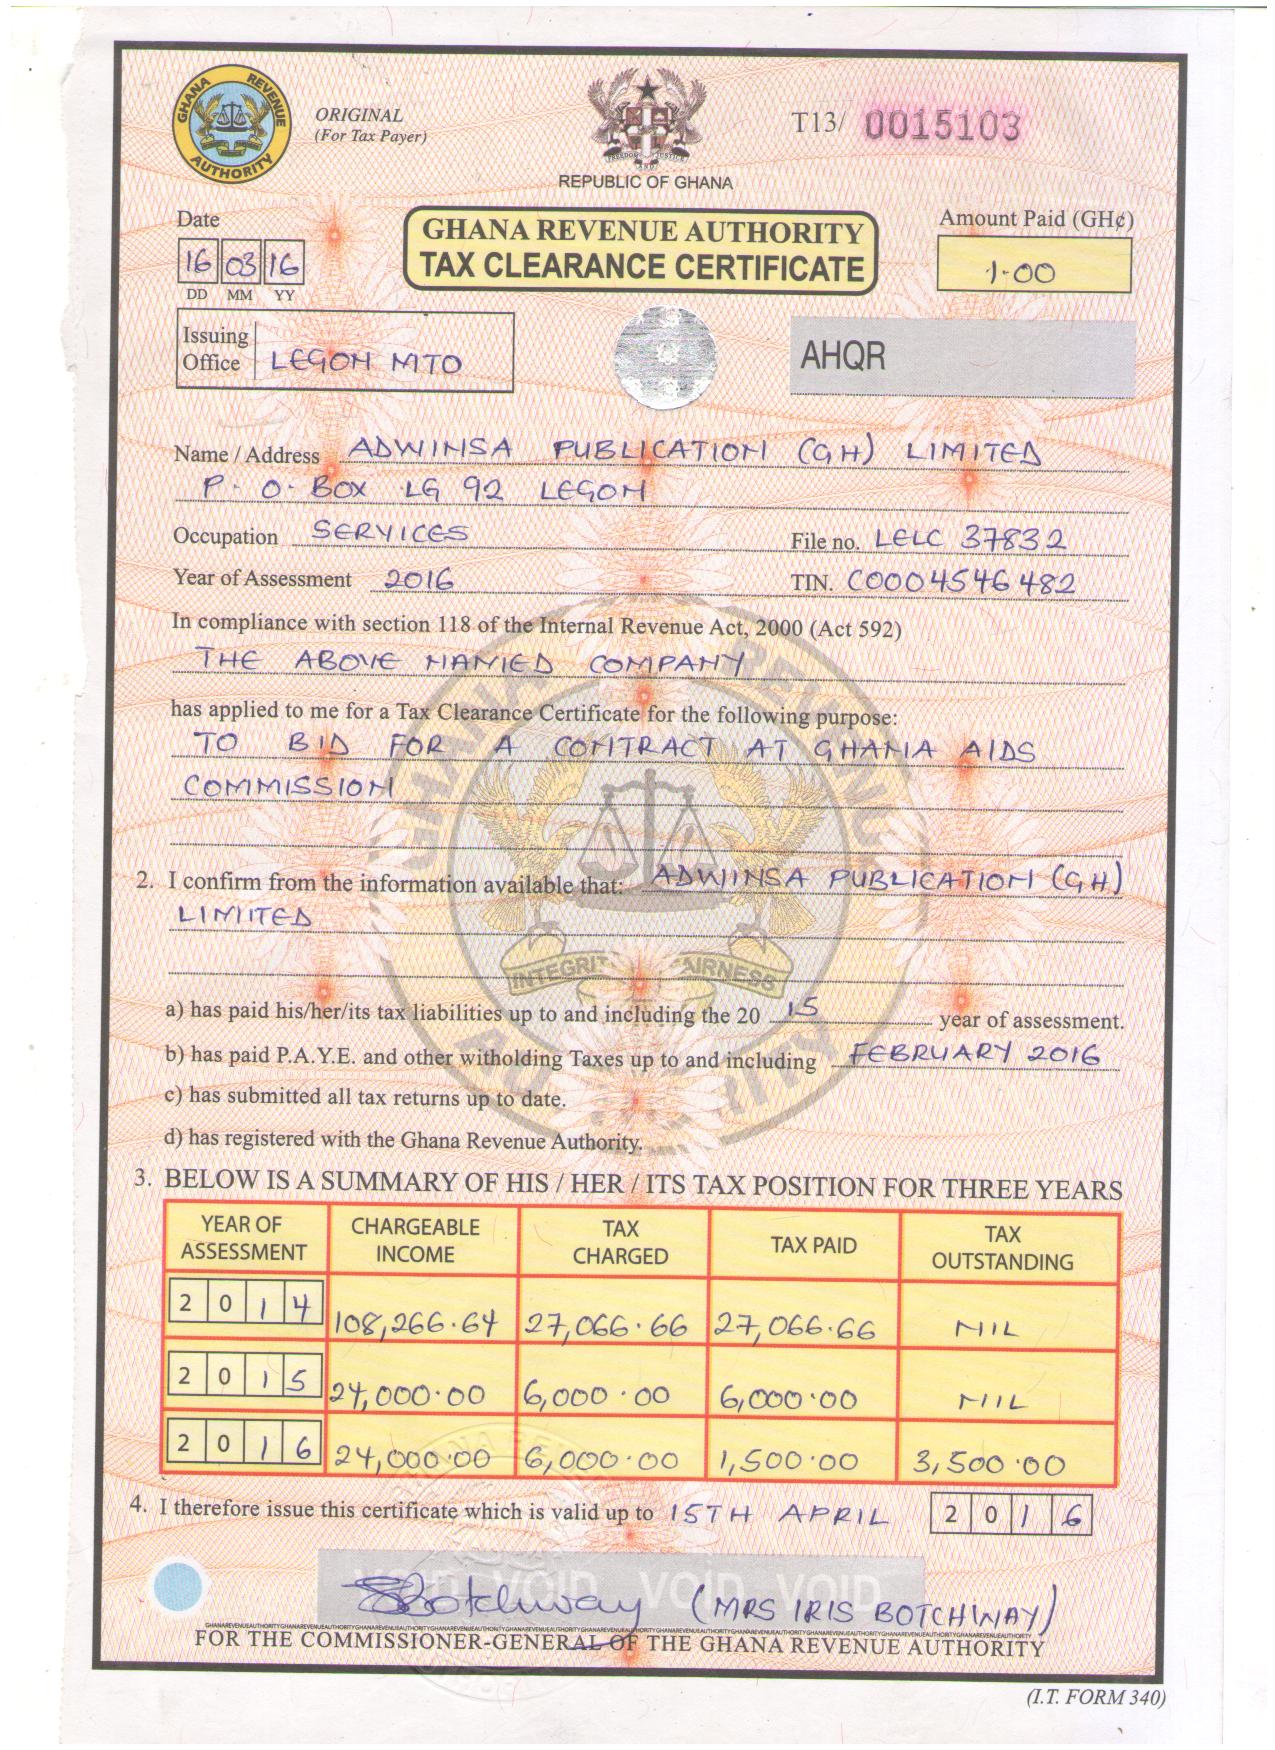 GHANA REVENUE AUTHORITY
ORIGINAL
(For Tax Payer)
FREEDOM AND JUSTICE
REPUBLIC OF GHANA
T13/ 0015103
Date
16 03 16
DD MM YY
GHANA REVENUE AUTHORITY
TAX CLEARANCE CERTIFICATE
Amount Paid (GH¢)
1.00
Issuing
Office LEGON MTO
AHQR
Name / Address ADWINSA PUBLICATION (GH) LIMITED
P. O. BOX LG 92 LEGON
Occupation SERVICES File no. LELC 37832
Year of Assessment 2016 TIN. C0004546482
In compliance with section 118 of the Internal Revenue Act, 2000 (Act 592)
THE ABOVE NAMED COMPANY
has applied to me for a Tax Clearance Certificate for the following purpose:
TO BID FOR A CONTRACT AT GHANA AIDS
COMMISSION
2. I confirm from the information available that: ADWINSA PUBLICATION (GH)
LIMITED
GHANA REVENUE AUTHORITY
INTEGRITY FAIRNESS
a) has paid his/her/its tax liabilities up to and including the 20 15 year of assessment.
b) has paid P.A.Y.E. and other witholding Taxes up to and including FEBRUARY 2016
c) has submitted all tax returns up to date.
d) has registered with the Ghana Revenue Authority.
3. BELOW IS A SUMMARY OF HIS / HER / ITS TAX POSITION FOR THREE YEARS
YEAR OF ASSESSMENT CHARGEABLE INCOME TAX CHARGED TAX PAID TAX OUTSTANDING
2014 108,266.64 27,066.66 27,066.66 NIL
2015 24,000.00 6,000.00 6,000.00 NIL
2016 24,000.00 6,000.00 1,500.00 3,500.00
4. I therefore issue this certificate which is valid up to 15TH APRIL 2016
VOID VOID VOID VOID
Botchway (MRS IRIS BOTCHWAY)
GHANAREVENUEAUTHORITYGHANAREVENUEAUTHORITYGHANAREVENUEAUTHORITY
FOR THE COMMISSIONER-GENERAL OF THE GHANA REVENUE AUTHORITY
(I.T. FORM 340)